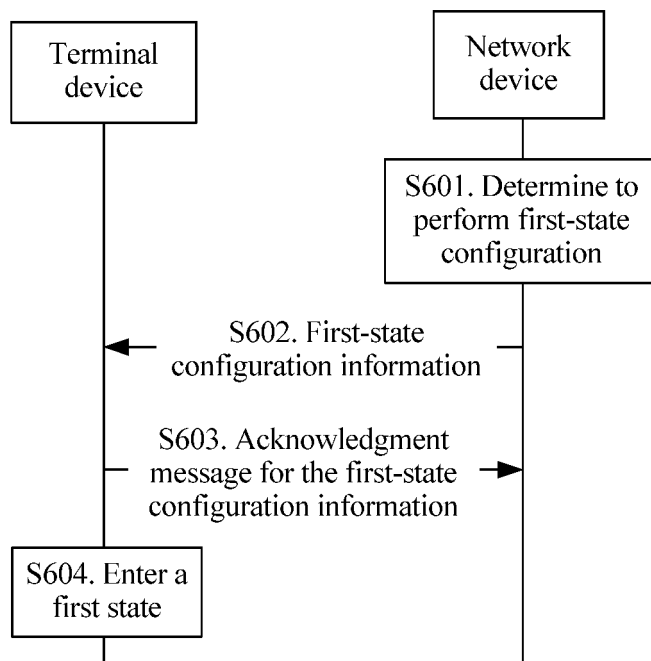 Terminal
device
Network
device
S601. Determine to
perform first-state
configuration
S602. First-state
configuration information
S603. Acknowledgment
message for the first-state
configuration information
S604. Enter a
first state